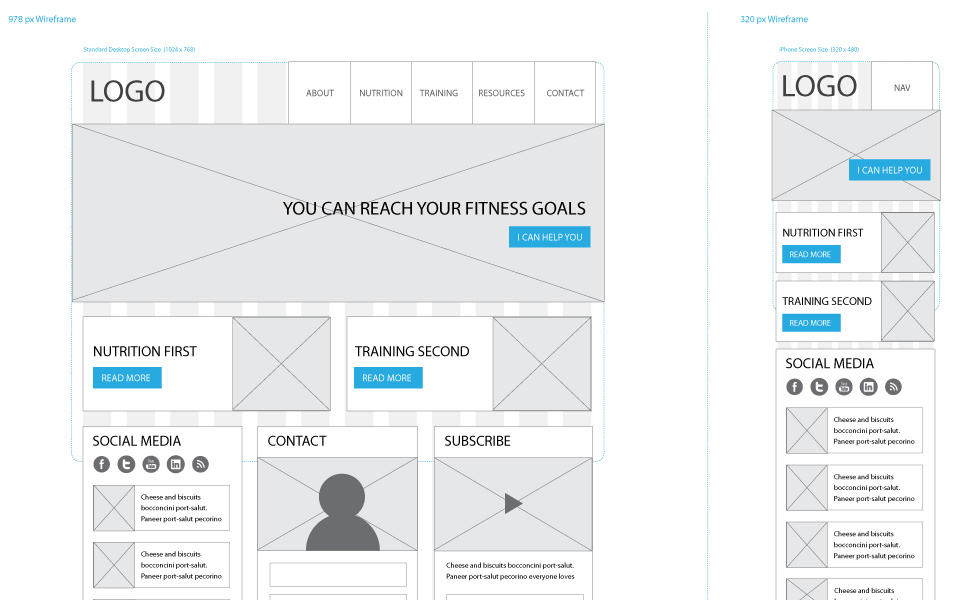 978 px Wireframe
Standard Desktop Screen Size (1024 x 768)
LOGO
ABOUT
NUTRITION
TRAINING
RESOURCES
CONTACT
YOU CAN REACH YOUR FITNESS GOALS
I CAN HELP YOU
NUTRITION FIRST
READ MORE
TRAINING SECOND
READ MORE
SOCIAL MEDIA
f
t
You
Tube
in
Cheese and biscuits
bocconcini port-salut.
Paneer port-salut pecorino
Cheese and biscuits
bocconcini port-salut.
Paneer port-salut pecorino
CONTACT
SUBSCRIBE
Cheese and biscuits bocconcini port-salut.
Paneer port-salut pecorino everyone loves
320 px Wireframe
iPhone Screen Size (320 x 480)
LOGO
NAV
I CAN HELP YOU
NUTRITION FIRST
READ MORE
TRAINING SECOND
READ MORE
SOCIAL MEDIA
f
t
You
Tube
in
Cheese and biscuits
bocconcini port-salut.
Paneer port-salut pecorino
Cheese and biscuits
bocconcini port-salut.
Paneer port-salut pecorino
Cheese and biscuits
bocconcini port-salut.
Paneer port-salut pecorino
Cheese and biscuits